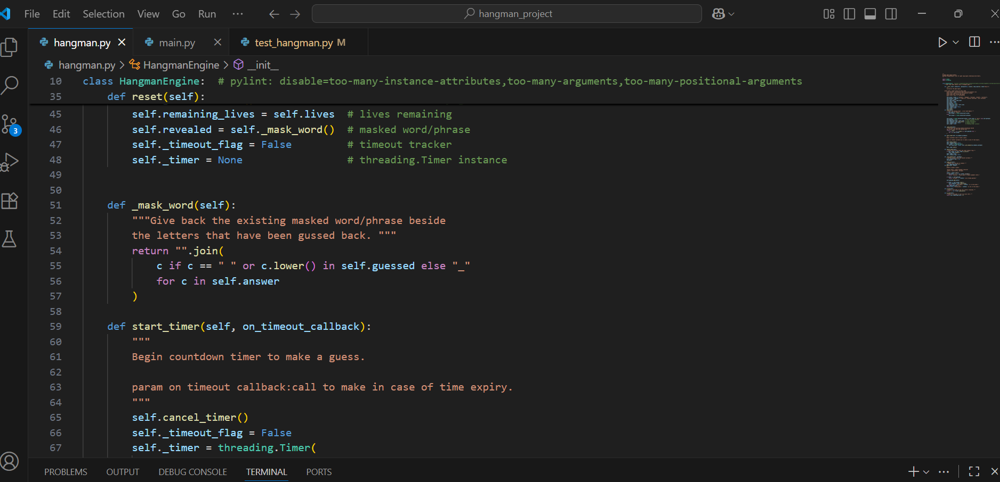 File Edit Selection View Go Run ... hangman_project
hangman.py main.py test_hangman.py M
hangman.py > HangmanEngine > __init__
10 class HangmanEngine: # pylint: disable=too-many-instance-attributes,too-many-arguments,too-many-positional-arguments
35 def reset(self):
45 self.remaining_lives = self.lives # lives remaining
46 self.revealed = self._mask_word() # masked word/phrase
47 self._timeout_flag = False # timeout tracker
48 self._timer = None # threading.Timer instance
49
50
51 def _mask_word(self):
52 """Give back the existing masked word/phrase beside
53 the letters that have been gussed back. """
54 return "".join(
55 c if c == " " or c.lower() in self.guessed else "_"
56 for c in self.answer
57 )
58
59 def start_timer(self, on_timeout_callback):
60 """
61 Begin countdown timer to make a guess.
62
63 param on timeout callback:call to make in case of time expiry.
64 """
65 self.cancel_timer()
66 self._timeout_flag = False
67 self._timer = threading.Timer(
3
PROBLEMS OUTPUT DEBUG CONSOLE TERMINAL PORTS